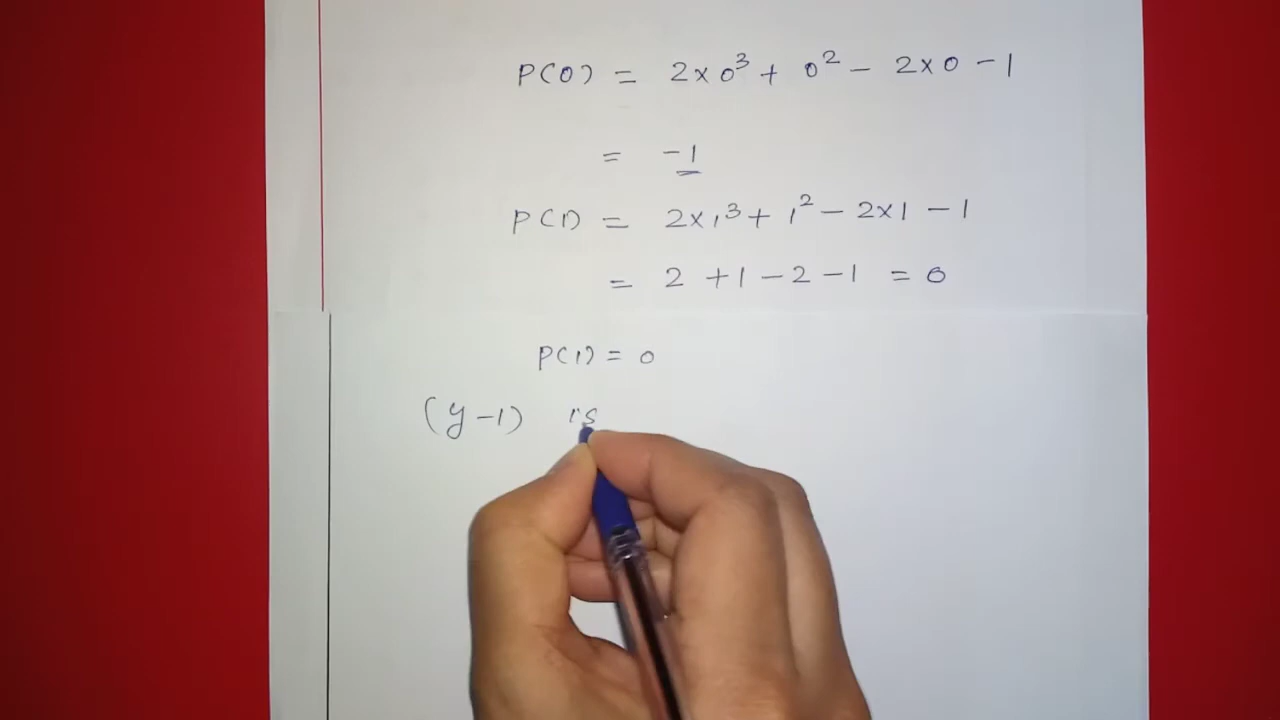 P(0) = 2×0³ + 0² − 2×0 − 1
= −1
P(1) = 2×1³ + 1² − 2×1 − 1
= 2 + 1 − 2 − 1 = 0
P(1) = 0
(y − 1) is